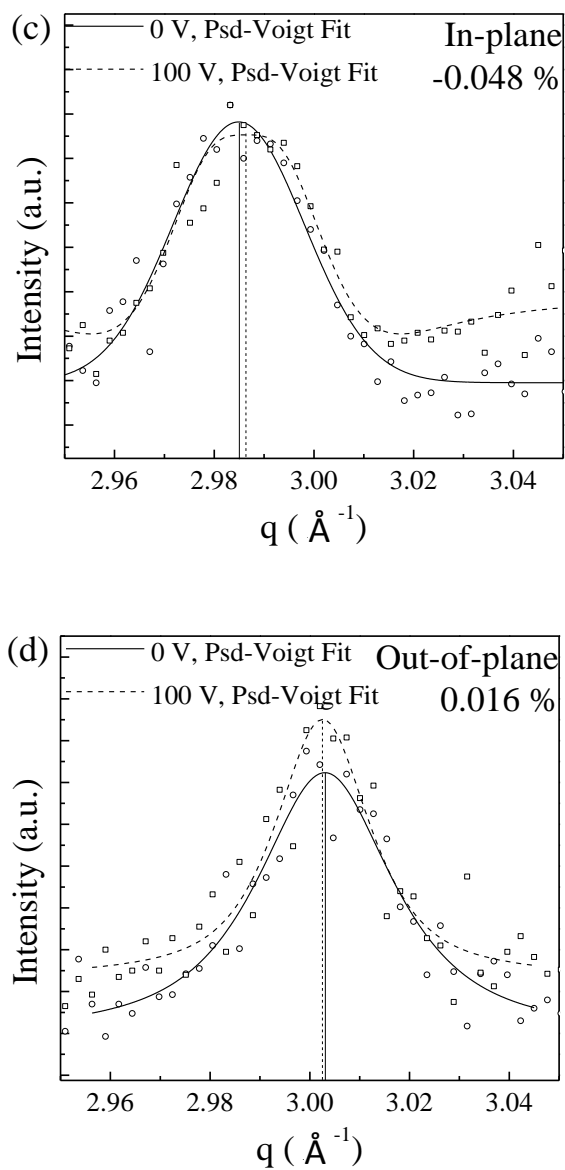 (c)
0 V, Psd-Voigt Fit
In-plane
100 V, Psd-Voigt Fit
-0.048 %
Intensity (a.u.)
2.96 2.98 3.00 3.02 3.04
q ( Å⁻¹)
(d)
0 V, Psd-Voigt Fit
Out-of-plane
100 V, Psd-Voigt Fit
0.016 %
Intensity (a.u.)
2.96 2.98 3.00 3.02 3.04
q ( Å⁻¹)